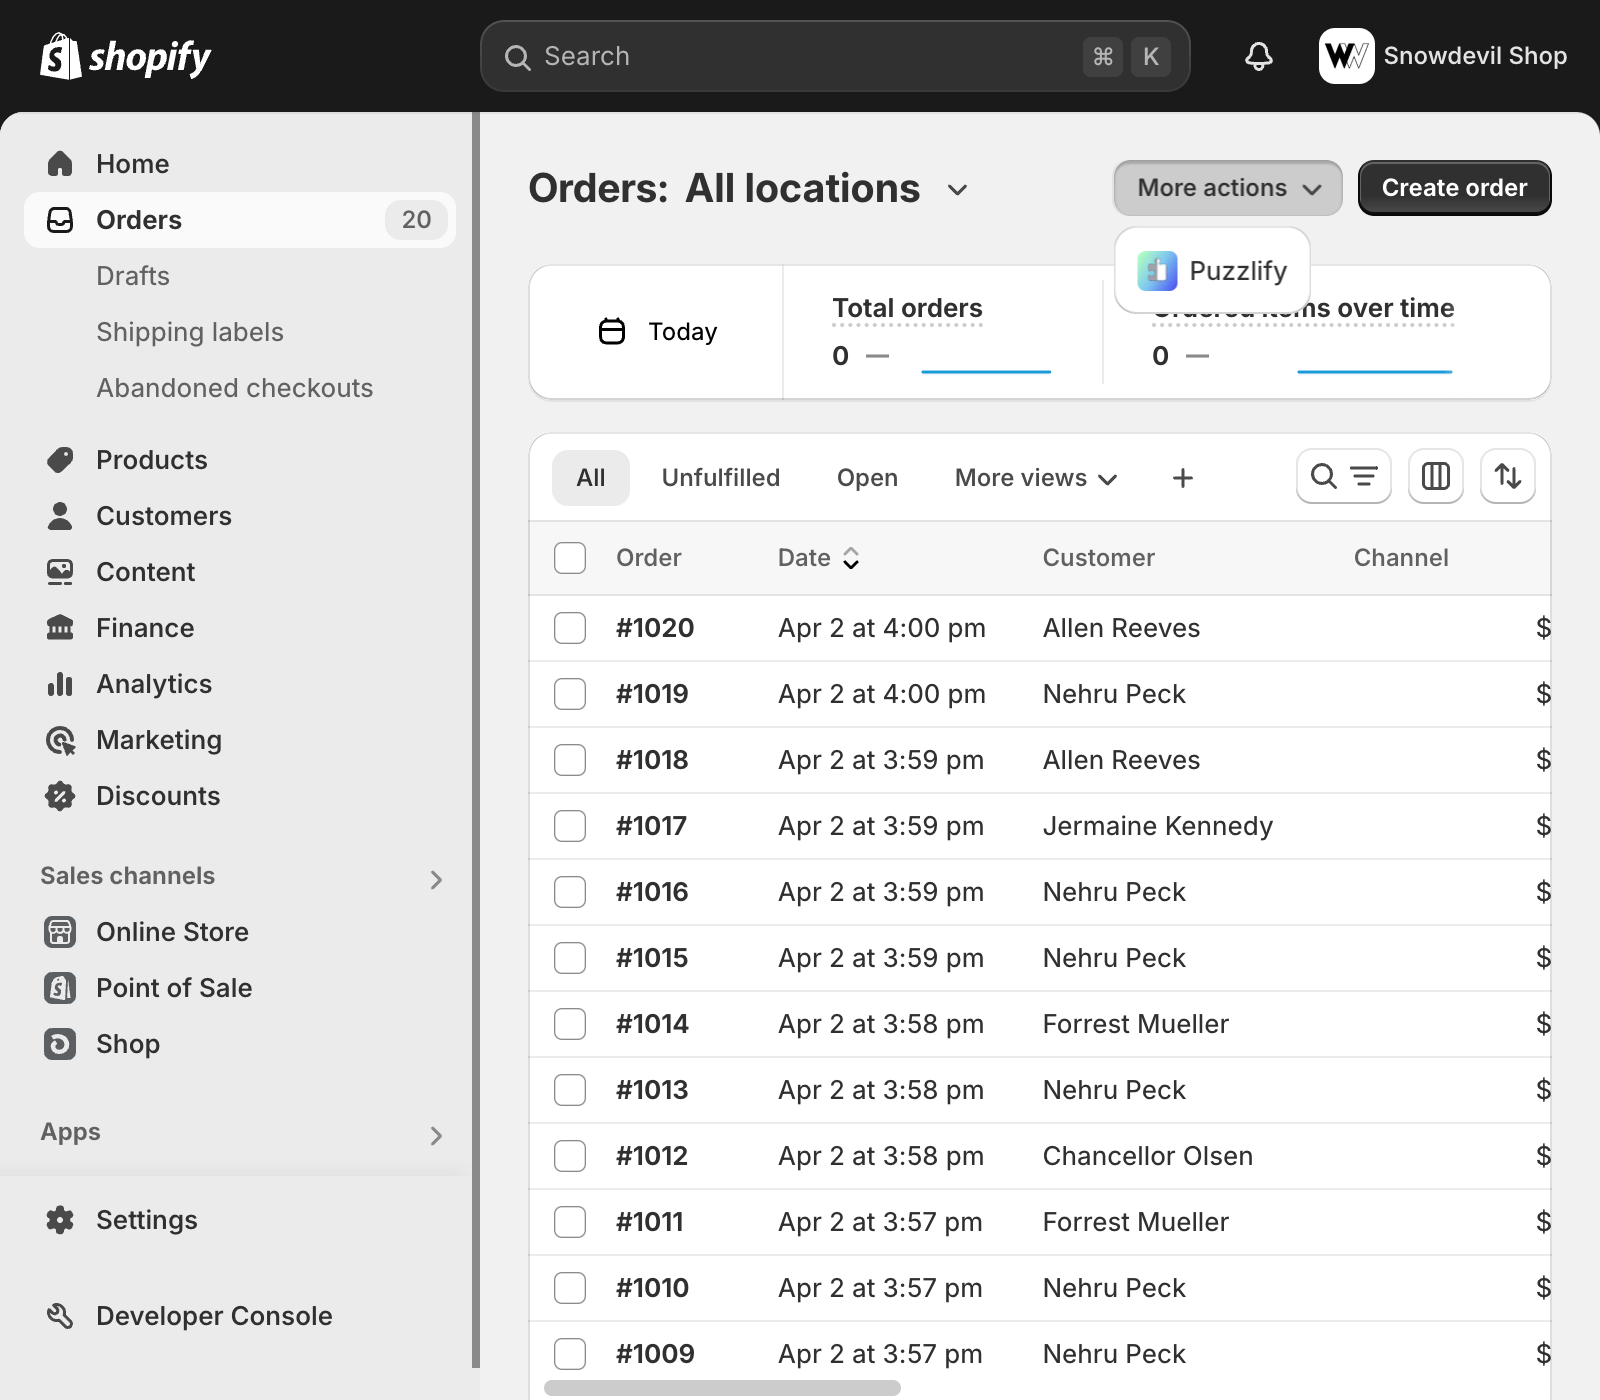 shopify
Search
⌘ K
Snowdevil Shop
Home
Orders 20
Drafts
Shipping labels
Abandoned checkouts
Products
Customers
Content
Finance
Analytics
Marketing
Discounts
Sales channels
Online Store
Point of Sale
Shop
Apps
Settings
Developer Console
Orders: All locations
More actions
Create order
Puzzlify
Today
Total orders
0 —
over time
0 —
All Unfulfilled Open More views +
Order Date Customer Channel
#1020 Apr 2 at 4:00 pm Allen Reeves $
#1019 Apr 2 at 4:00 pm Nehru Peck $
#1018 Apr 2 at 3:59 pm Allen Reeves $
#1017 Apr 2 at 3:59 pm Jermaine Kennedy $
#1016 Apr 2 at 3:59 pm Nehru Peck $
#1015 Apr 2 at 3:59 pm Nehru Peck $
#1014 Apr 2 at 3:58 pm Forrest Mueller $
#1013 Apr 2 at 3:58 pm Nehru Peck $
#1012 Apr 2 at 3:58 pm Chancellor Olsen $
#1011 Apr 2 at 3:57 pm Forrest Mueller $
#1010 Apr 2 at 3:57 pm Nehru Peck $
#1009 Apr 2 at 3:57 pm Nehru Peck $